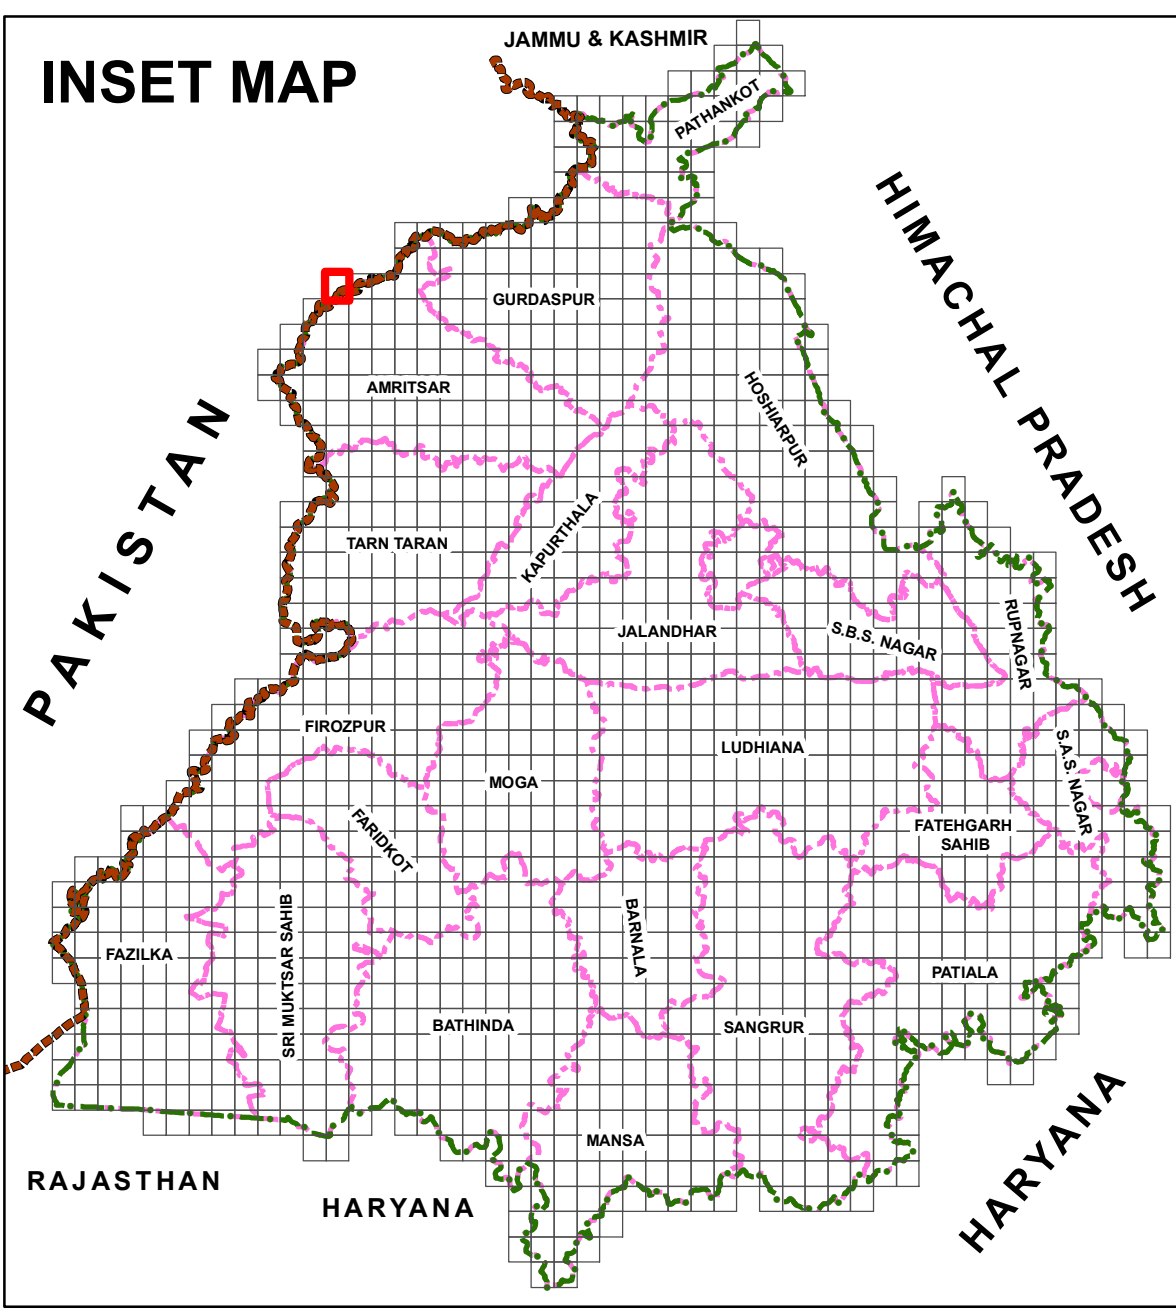 JAMMU & KASHMIR
INSET MAP
PATHANKOT
HIMACHAL PRADESH
GURDASPUR
AMRITSAR
HOSHIARPUR
PAKISTAN
KAPURTHALA
TARN TARAN
JALANDHAR
S.B.S. NAGAR
RUPNAGAR
FIROZPUR
LUDHIANA
S.A.S. NAGAR
MOGA
FARIDKOT
FATEHGARH
SAHIB
SRI MUKTSAR SAHIB
BARNALA
FAZILKA
PATIALA
BATHINDA
SANGRUR
MANSA
RAJASTHAN
HARYANA
HARYANA